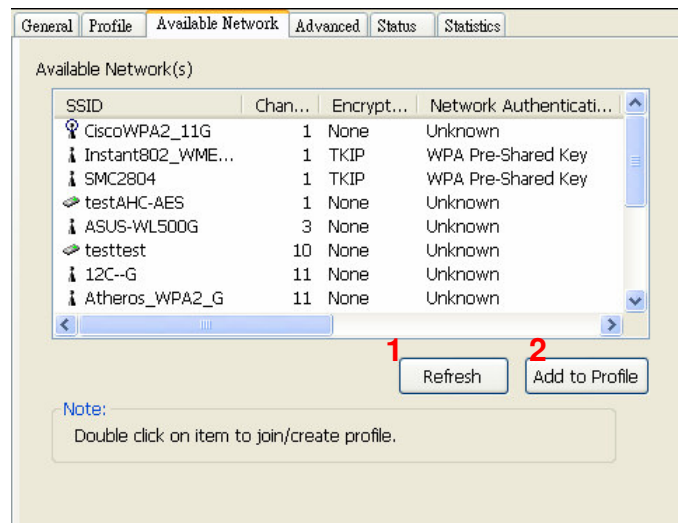 General Profile Available Network Advanced Status Statistics
Available Network(s)
SSID Chan... Encrypt... Network Authenticati...
CiscoWPA2_11G 1 None Unknown
Instant802_WME... 1 TKIP WPA Pre-Shared Key
SMC2804 1 TKIP WPA Pre-Shared Key
testAHC-AES 1 None Unknown
ASUS-WL500G 3 None Unknown
testtest 10 None Unknown
12C--G 11 None Unknown
Atheros_WPA2_G 11 None Unknown
1 2
Refresh Add to Profile
Note:
Double click on item to join/create profile.